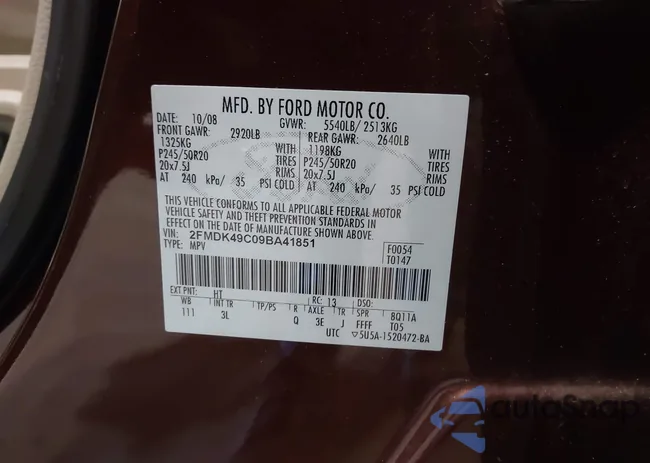 MFD. BY FORD MOTOR CO.
DATE: 10/08 GVWR: 5540LB/ 2513KG
FRONT GAWR: 2920LB REAR GAWR: 2640LB
1325KG WITH 1198KG WITH
P245/50R20 TIRES P245/50R20 TIRES
20x7.5J RIMS 20x7.5J RIMS
AT 240 kPa/ 35 PSI COLD AT 240 kPa/ 35 PSI COLD
THIS VEHICLE CONFORMS TO ALL APPLICABLE FEDERAL MOTOR
VEHICLE SAFETY AND THEFT PREVENTION STANDARDS IN
EFFECT ON THE DATE OF MANUFACTURE SHOWN ABOVE.
VIN: 2FMDK49C09BA41851 F0054
TYPE: MPV T0147
EXT PNT: HT RC: 13 DSO:
WB INT TR TP/PS R AXLE TR SPR 8Q11A
111 3L Q 3E J FFFF T05
UTC ▽5U5A-1520472-BA
autoSnap